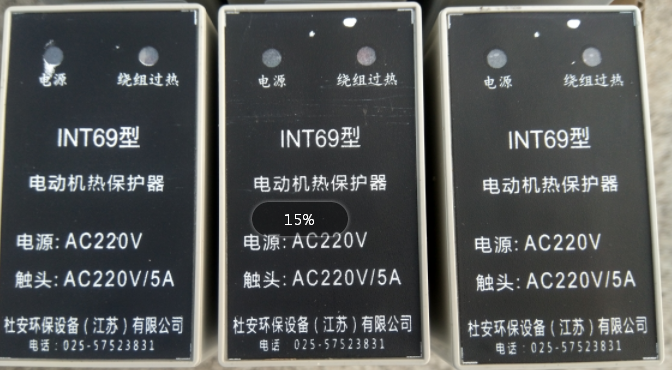 电源 绕组过热
INT69型
电动机热保护器
电源: AC220V
触头: AC220V/5A
杜安环保设备（江苏）有限公司
电话：025-57523831
电源 绕组过热
INT69型
电动机热保护器
15%
电源: AC220V
触头: AC220V/5A
杜安环保设备（江苏）有限公司
电话：025-57523831
电源 绕组过热
INT69型
电动机热保护器
电源: AC220V
触头: AC220V/5A
杜安环保设备（江苏）有限公司
电话：025-57523831